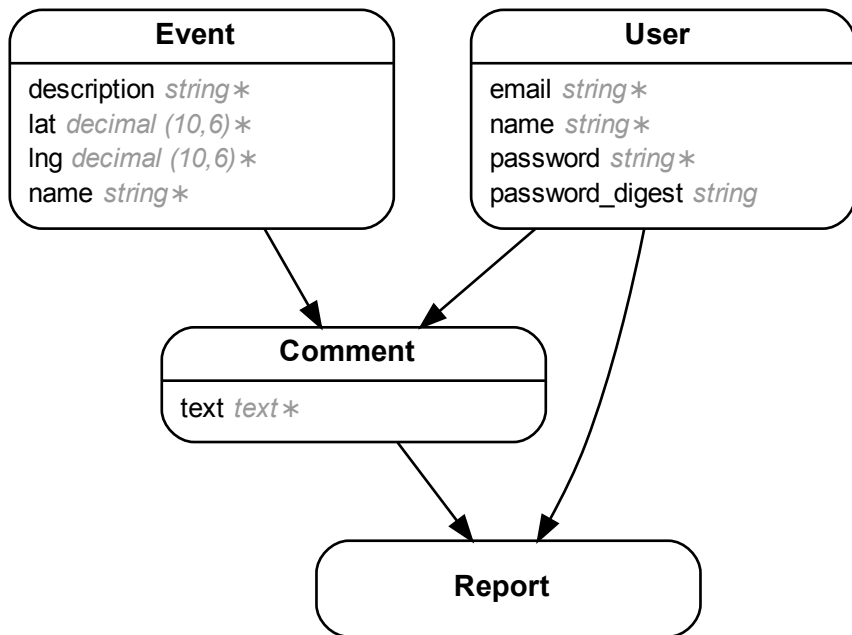 Event
description string∗
lat decimal (10,6)∗
lng decimal (10,6)∗
name string∗
User
email string∗
name string∗
password string∗
password_digest string
Comment
text text∗
Report